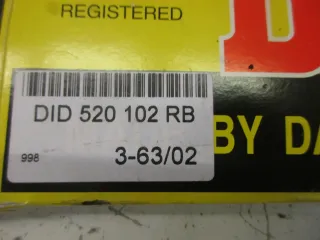 REGISTERED
DID 520 102 RB
BY DA
998
3-63/02